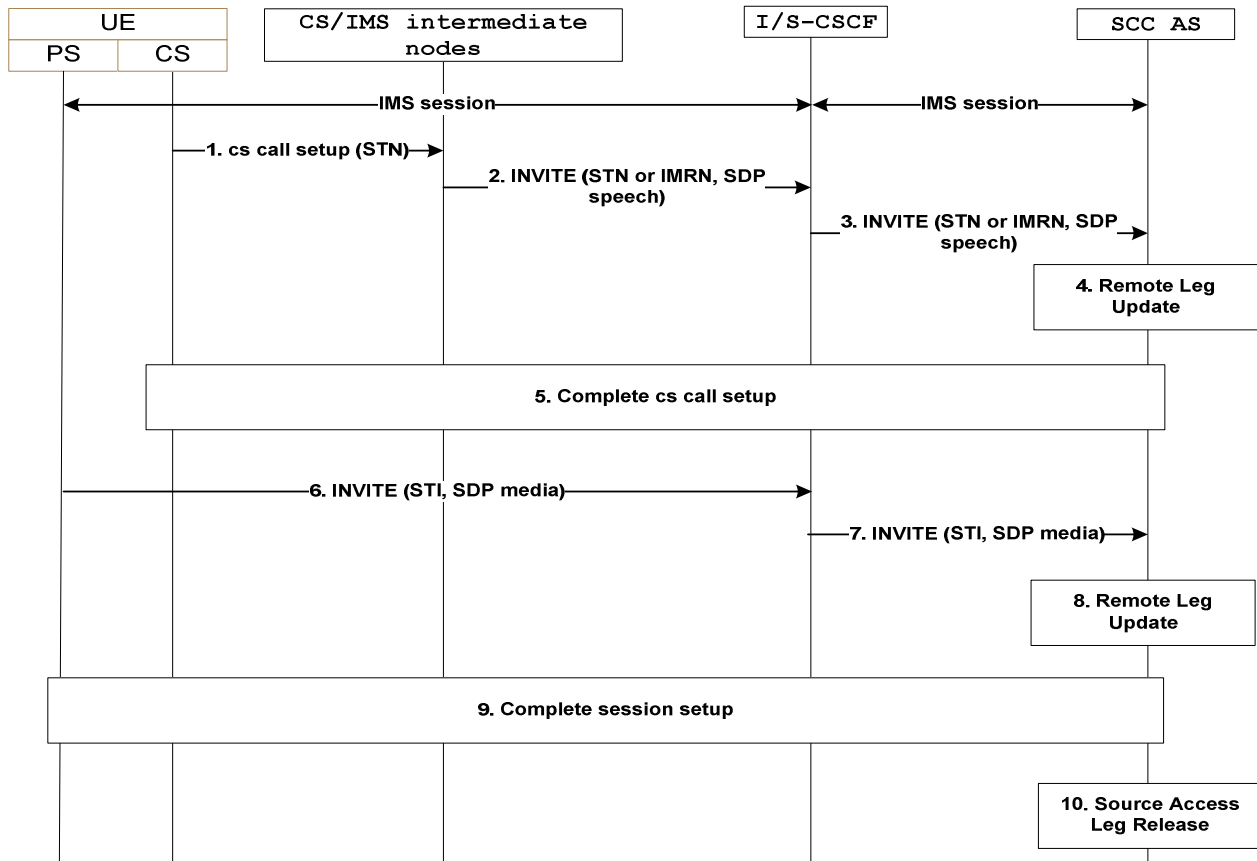 UE
PS
CS
CS/IMS intermediate
nodes
I/S-CSCF
SCC AS
IMS session
IMS session
1. cs call setup (STN)
2. INVITE (STN or IMRN, SDP
speech)
3. INVITE (STN or IMRN, SDP
speech)
4. Remote Leg
Update
5. Complete cs call setup
6. INVITE (STI, SDP media)
7. INVITE (STI, SDP media)
8. Remote Leg
Update
9. Complete session setup
10. Source Access
Leg Release